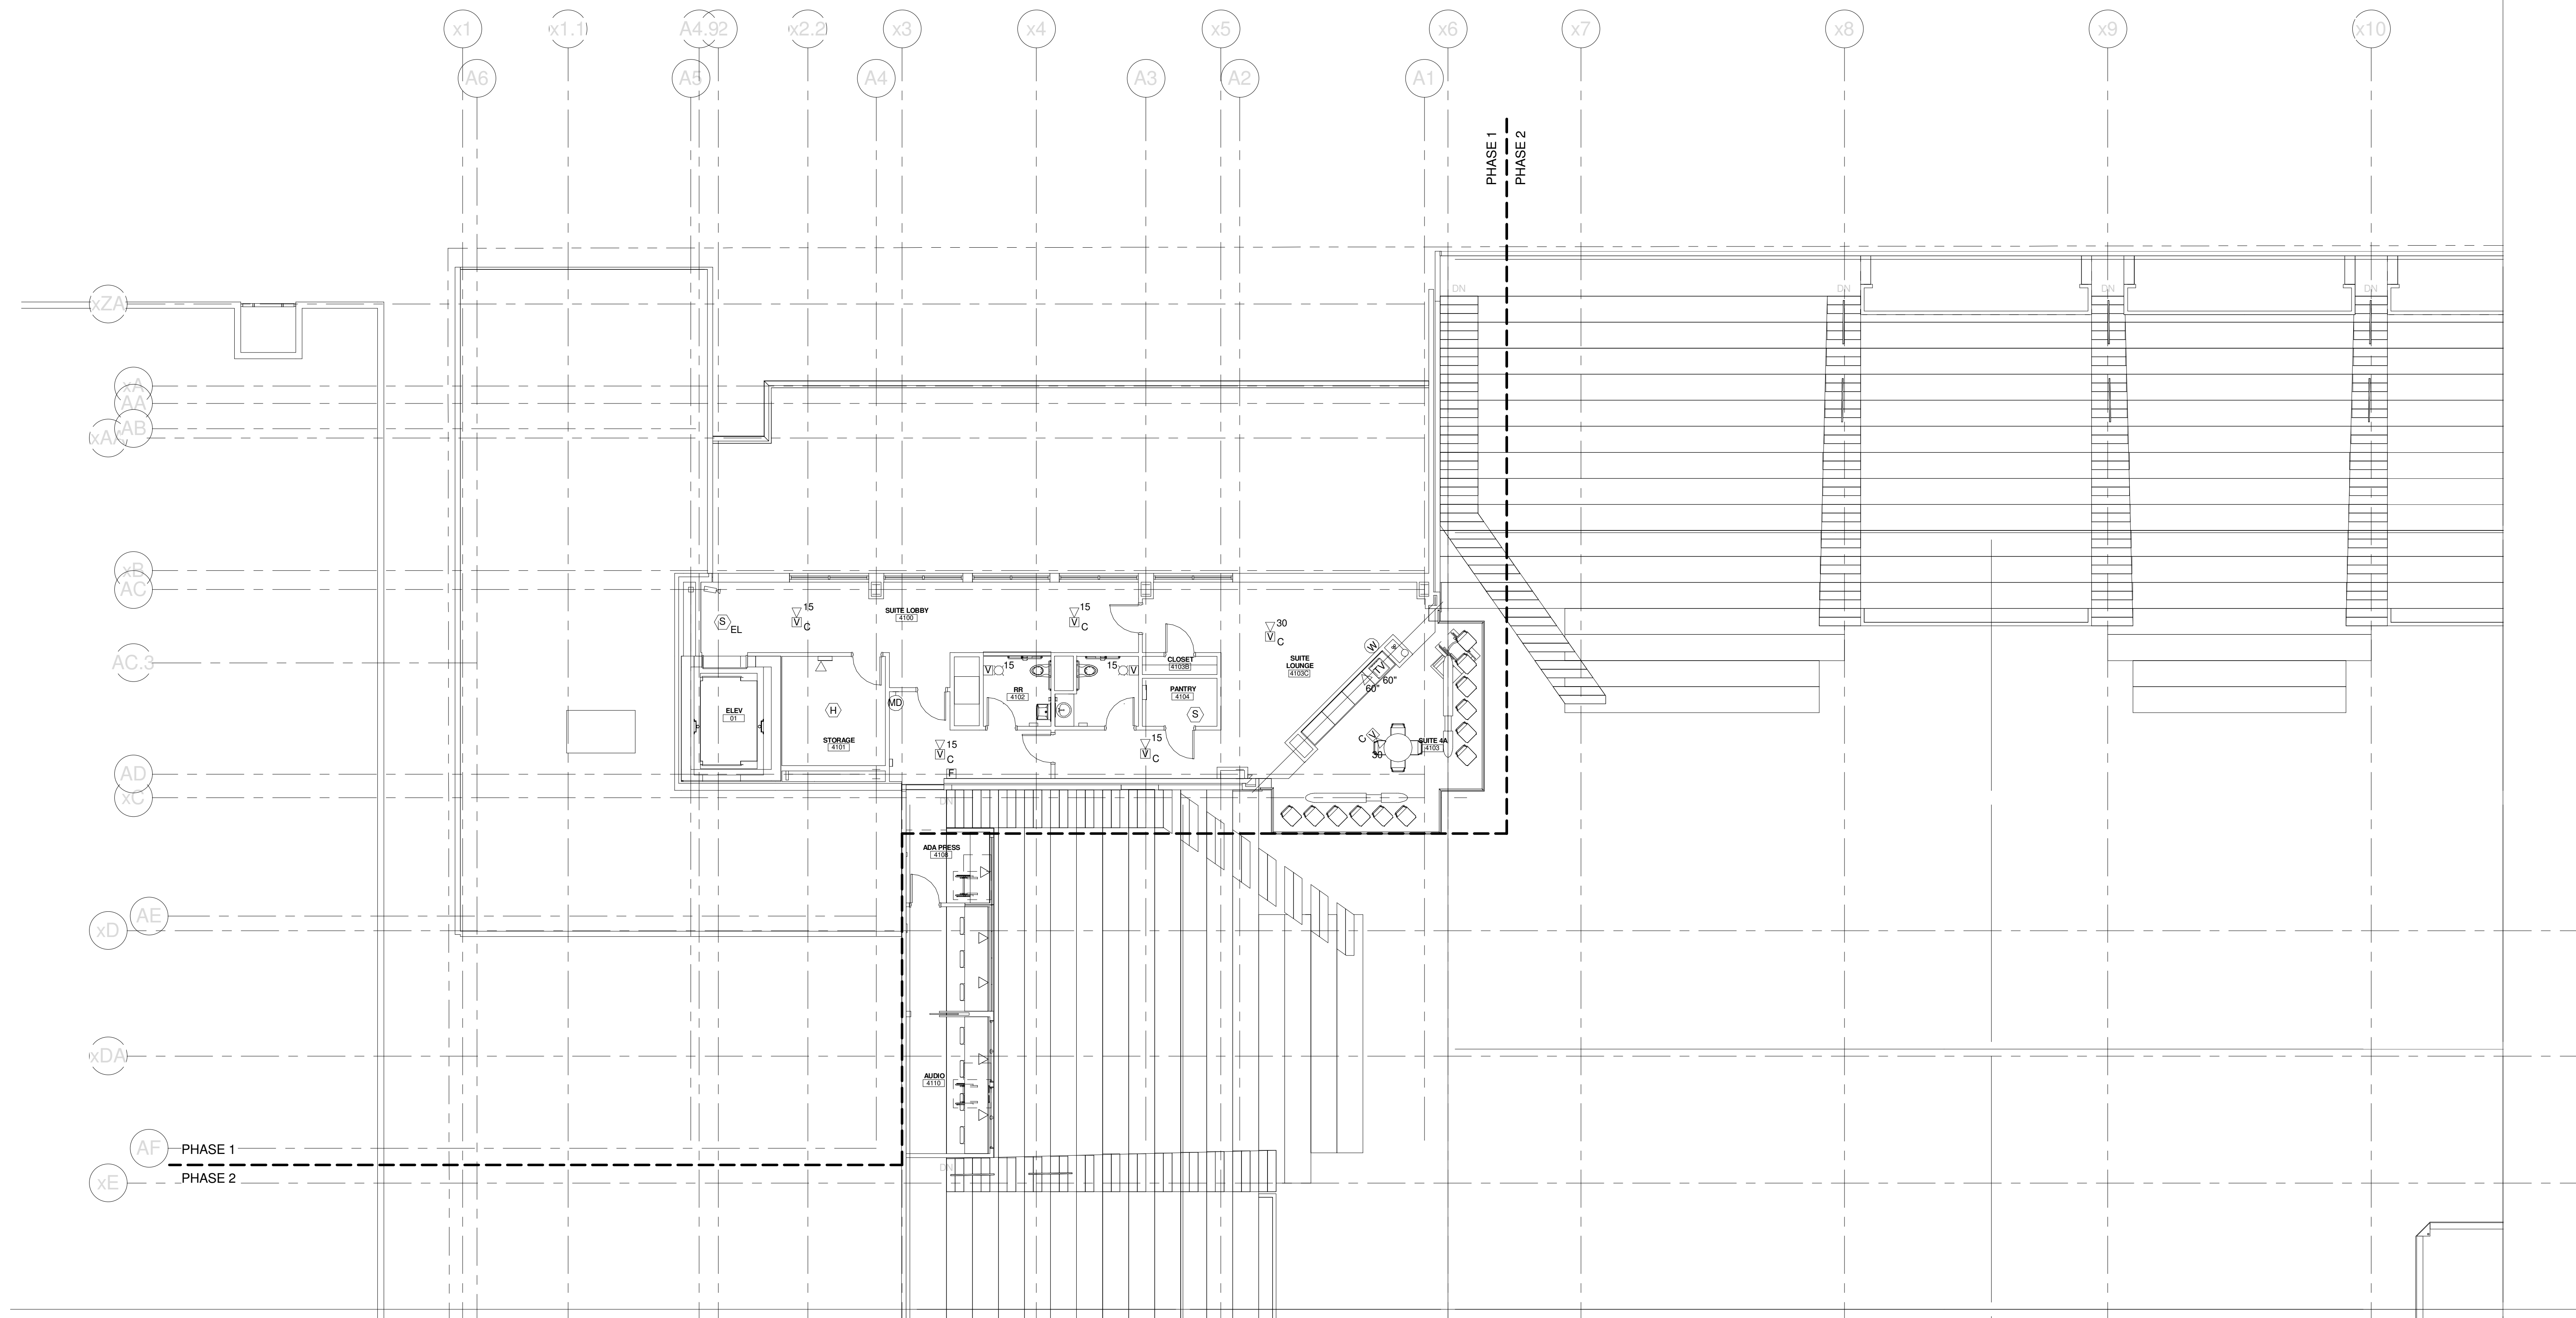 x1
x1.1
A4.9
x2
x2.2
x3
x4
x5
x6
x7
x8
x9
x10
A6
A5
A4
A3
A2
A1
PHASE 1
PHASE 2
xZA
DN
DN
DN
DN
xA
AA
AB
xAA
xB
AC
AC.3
AD
xC
AE
xD
xDA
AF
xE
S
EL
15
V
C
SUITE LOBBY
4100
15
V
C
30
V
C
W
SUITE
LOUNGE
4103C
TV
60"
60"
V
15
15
V
CLOSET
4103B
RR
4102
PANTRY
4104
S
ELEV
01
H
MD
STORAGE
4101
15
V
C
F
15
V
C
C
V
30
SUITE 4A
4103
DN
ADA PRESS
4108
AUDIO
4110
DN
PHASE 1
PHASE 2